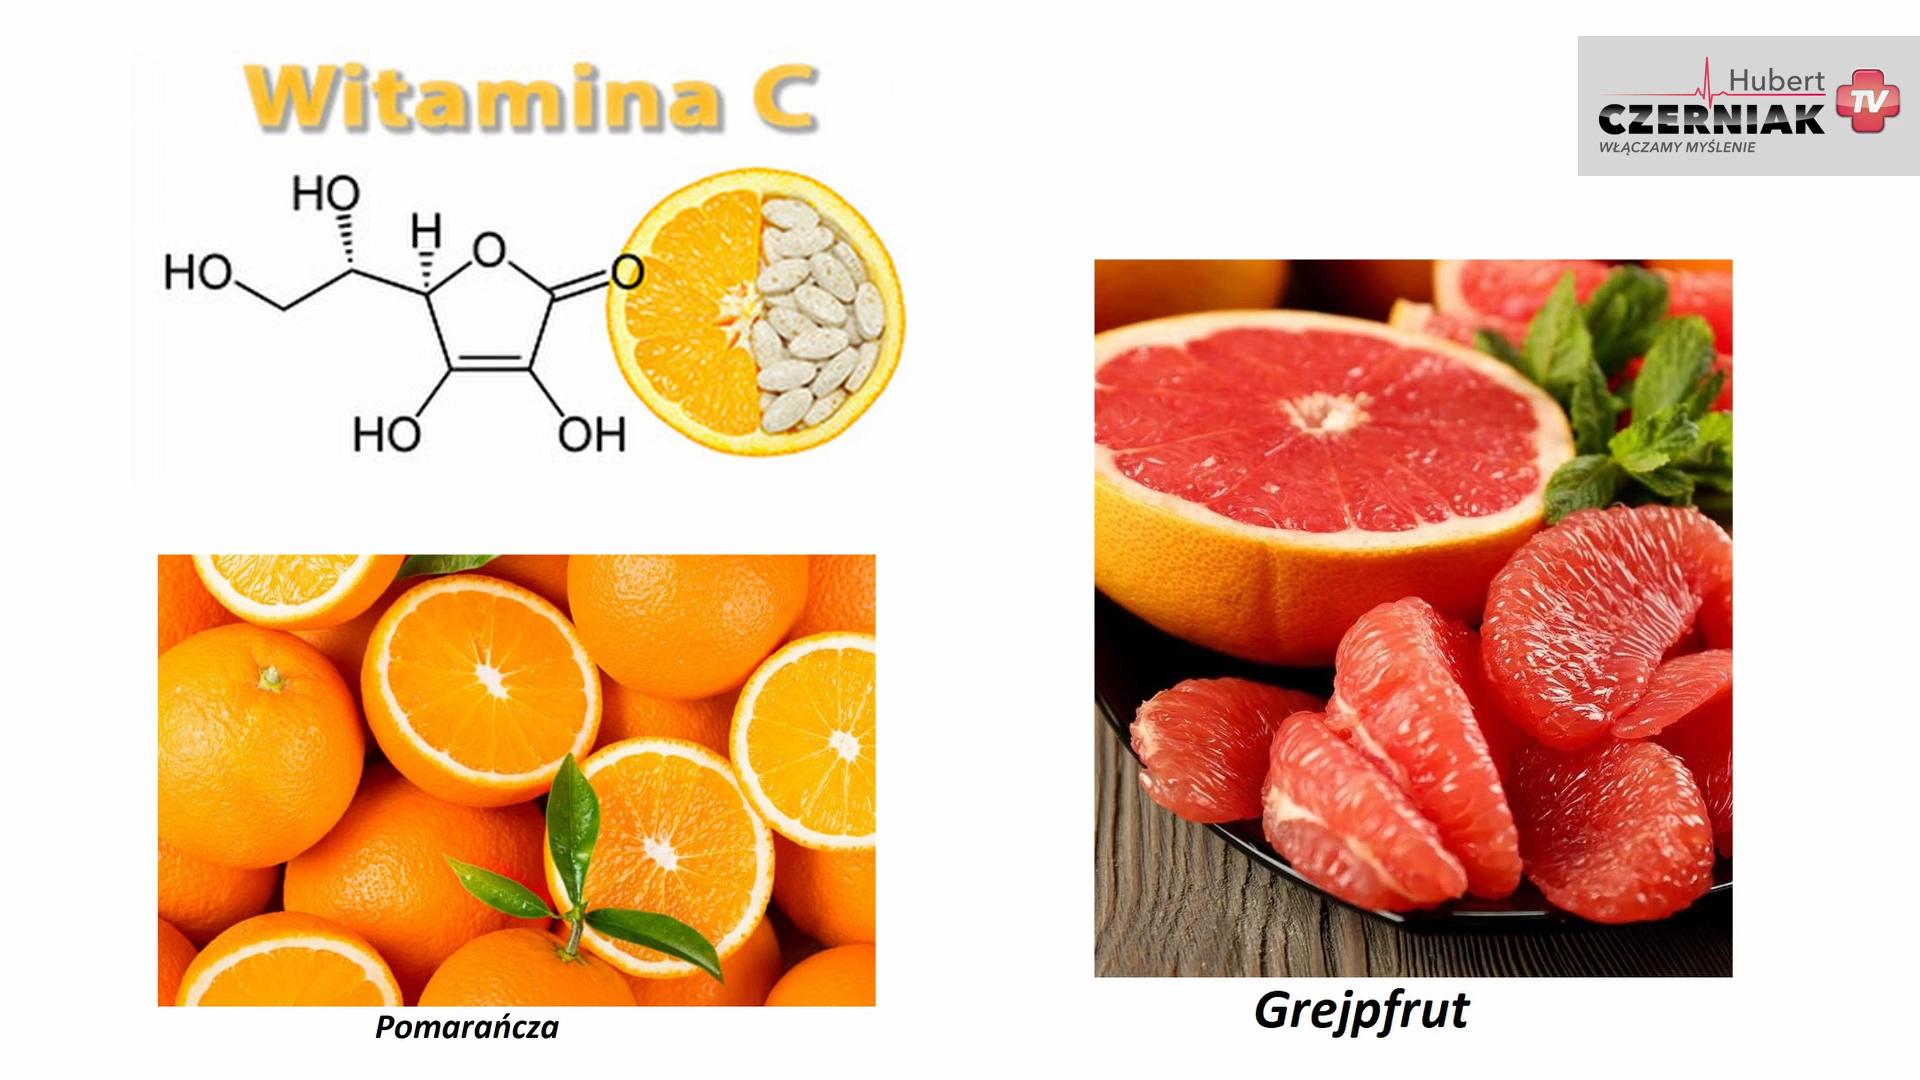 Witamina C
Hubert
CZERNIAK
TV
WŁĄCZAMY MYŚLENIE
HO
H
O
HO
O
HO
OH
Pomarańcza
Grejpfrut